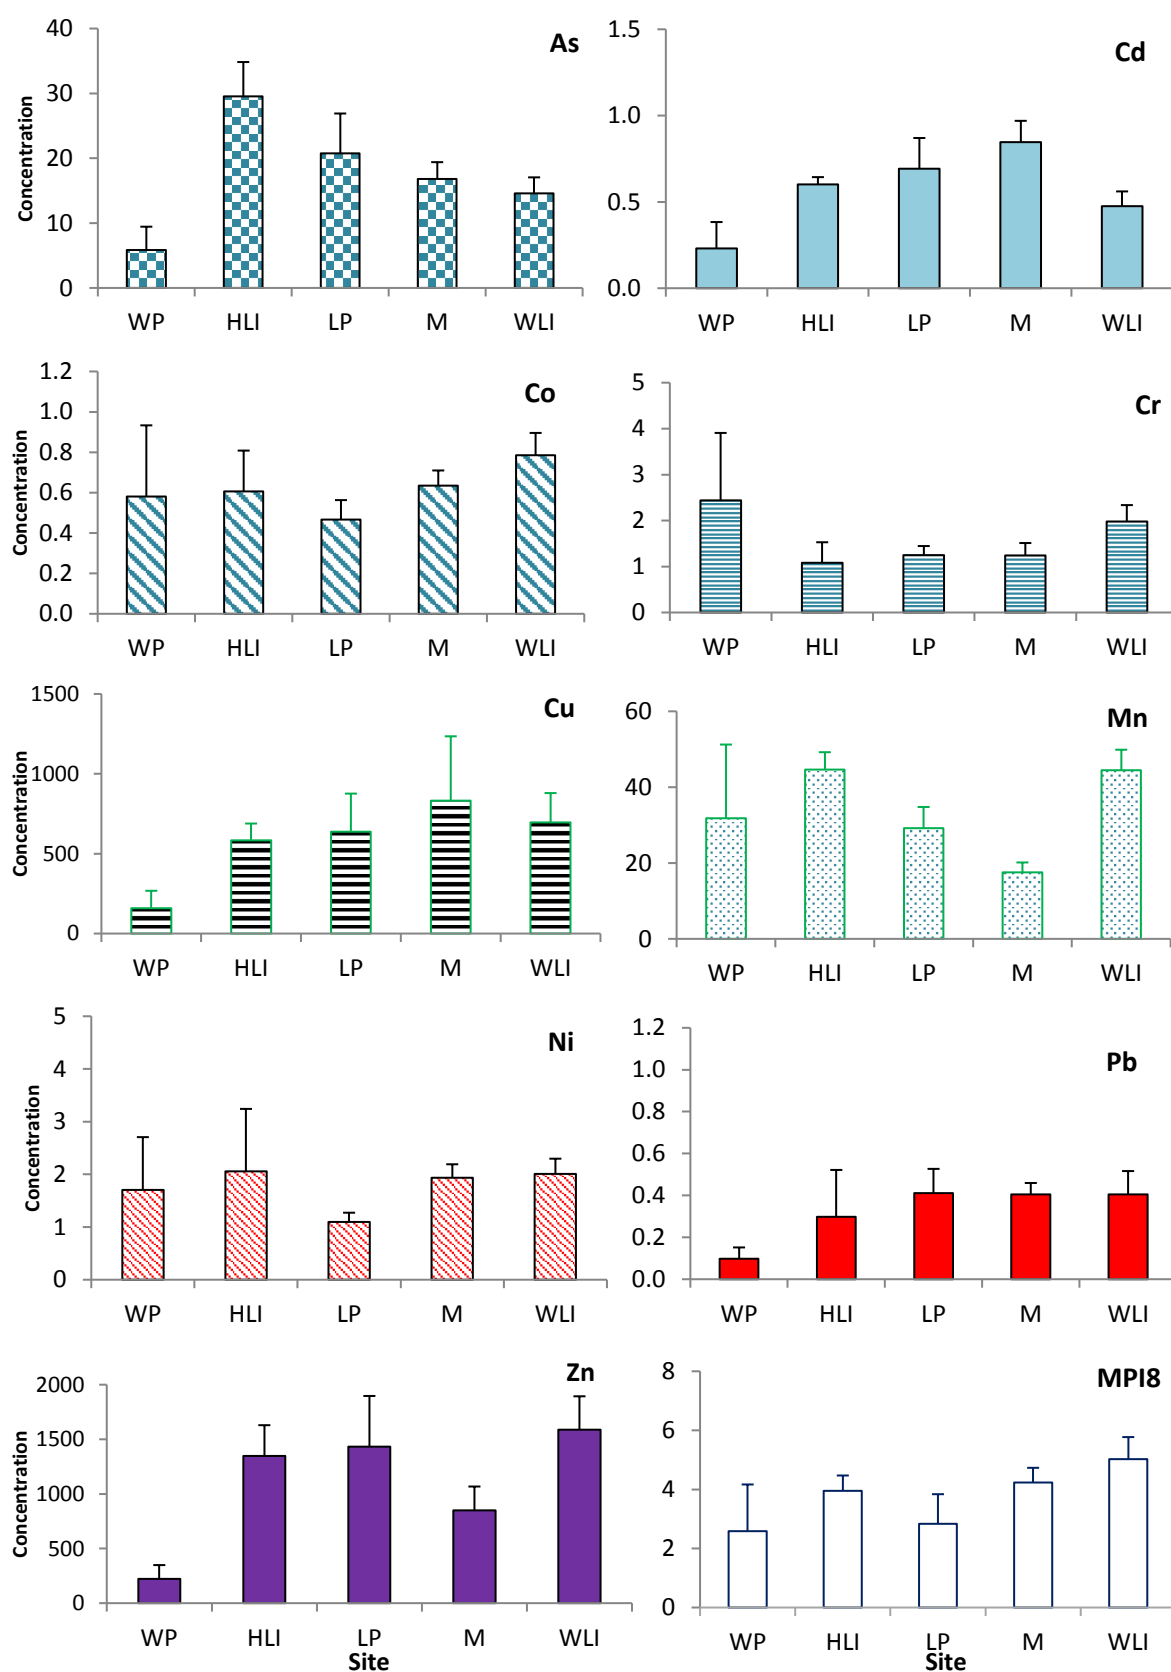 As
Concentration
40
30
20
10
0
WP HLI LP M WLI
Cd
1.5
1.0
0.5
0.0
WP HLI LP M WLI
Co
Concentration
1.2
1.0
0.8
0.6
0.4
0.2
0.0
WP HLI LP M WLI
Cr
5
4
3
2
1
0
WP HLI LP M WLI
Cu
Concentration
1500
1000
500
0
WP HLI LP M WLI
Mn
60
40
20
0
WP HLI LP M WLI
Ni
Concentration
5
4
3
2
1
0
WP HLI LP M WLI
Pb
1.2
1.0
0.8
0.6
0.4
0.2
0.0
WP HLI LP M WLI
Zn
Concentration
2000
1500
1000
500
0
WP HLI LP M WLI
Site
MPI8
8
6
4
2
0
WP HLI LP M WLI
Site